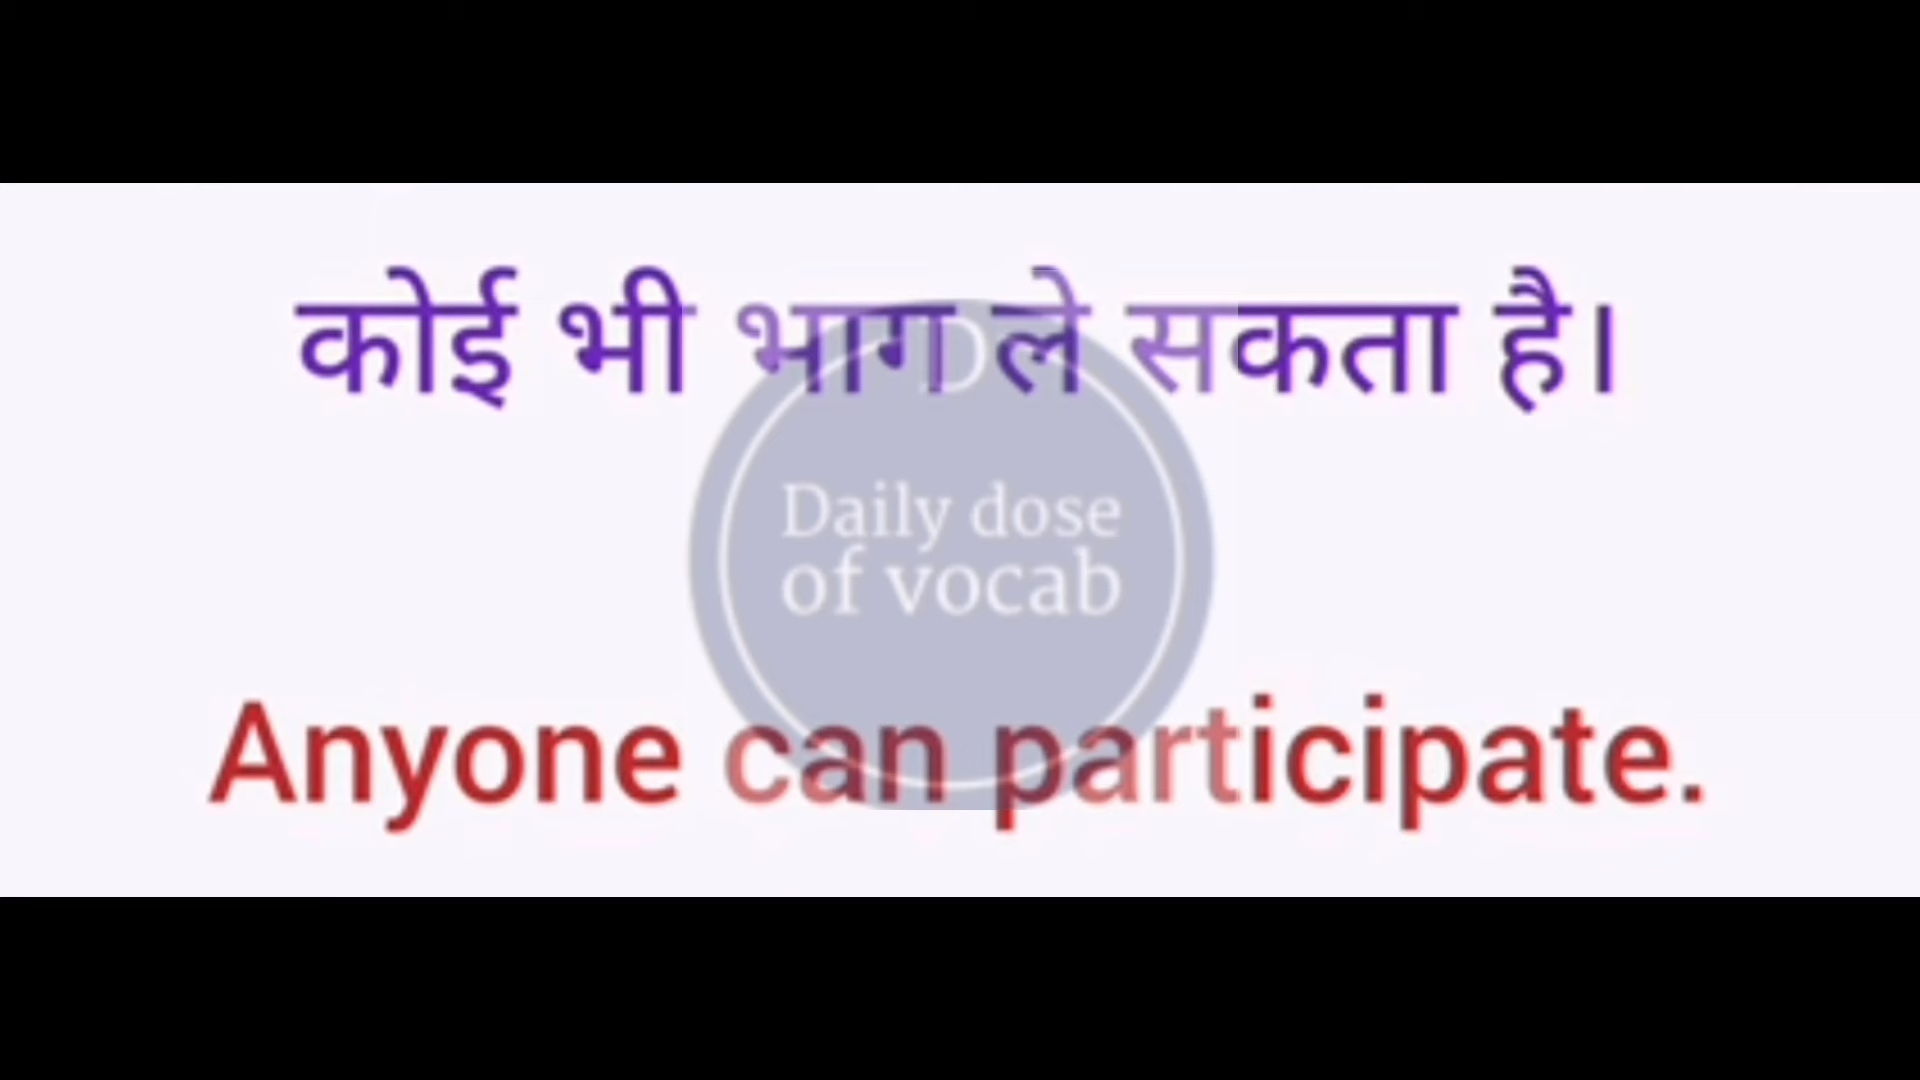 कोई भी भाग ले सकता है।
D
Daily dose
of vocab
Anyone can participate.